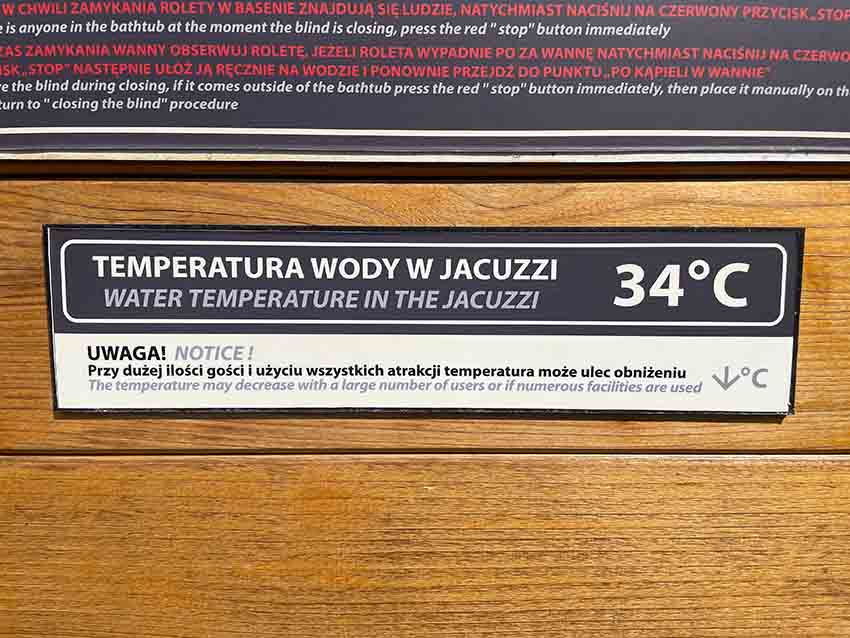 W CHWILI ZAMYKANIA ROLETY W BASENIE ZNAJDUJĄ SIĘ LUDZIE, NATYCHMIAST NACIŚNIJ NA CZERWONY PRZYCISK „STOP
is anyone in the bathtub at the moment the blind is closing, press the red "stop" button immediately
ZAS ZAMYKANIA WANNY OBSERWUJ ROLETĘ, JEŻELI ROLETA WYPADNIE PO ZA WANNĘ NATYCHMIAST NACIŚNIJ NA CZERWO
ISK „STOP" NASTĘPNIE UŁÓŻ JĄ RĘCZNIE NA WODZIE I PONOWNIE PRZEJDŹ DO PUNKTU „PO KĄPIELI W WANNIE"
the blind during closing, if it comes outside of the bathtub press the red "stop" button immediately, then place it manually on th
turn to "closing the blind" procedure
TEMPERATURA WODY W JACUZZI 34°C
WATER TEMPERATURE IN THE JACUZZI
UWAGA! NOTICE !
Przy dużej ilości gości i użyciu wszystkich atrakcji temperatura może ulec obniżeniu
The temperature may decrease with a large number of users or if numerous facilities are used ↓°C